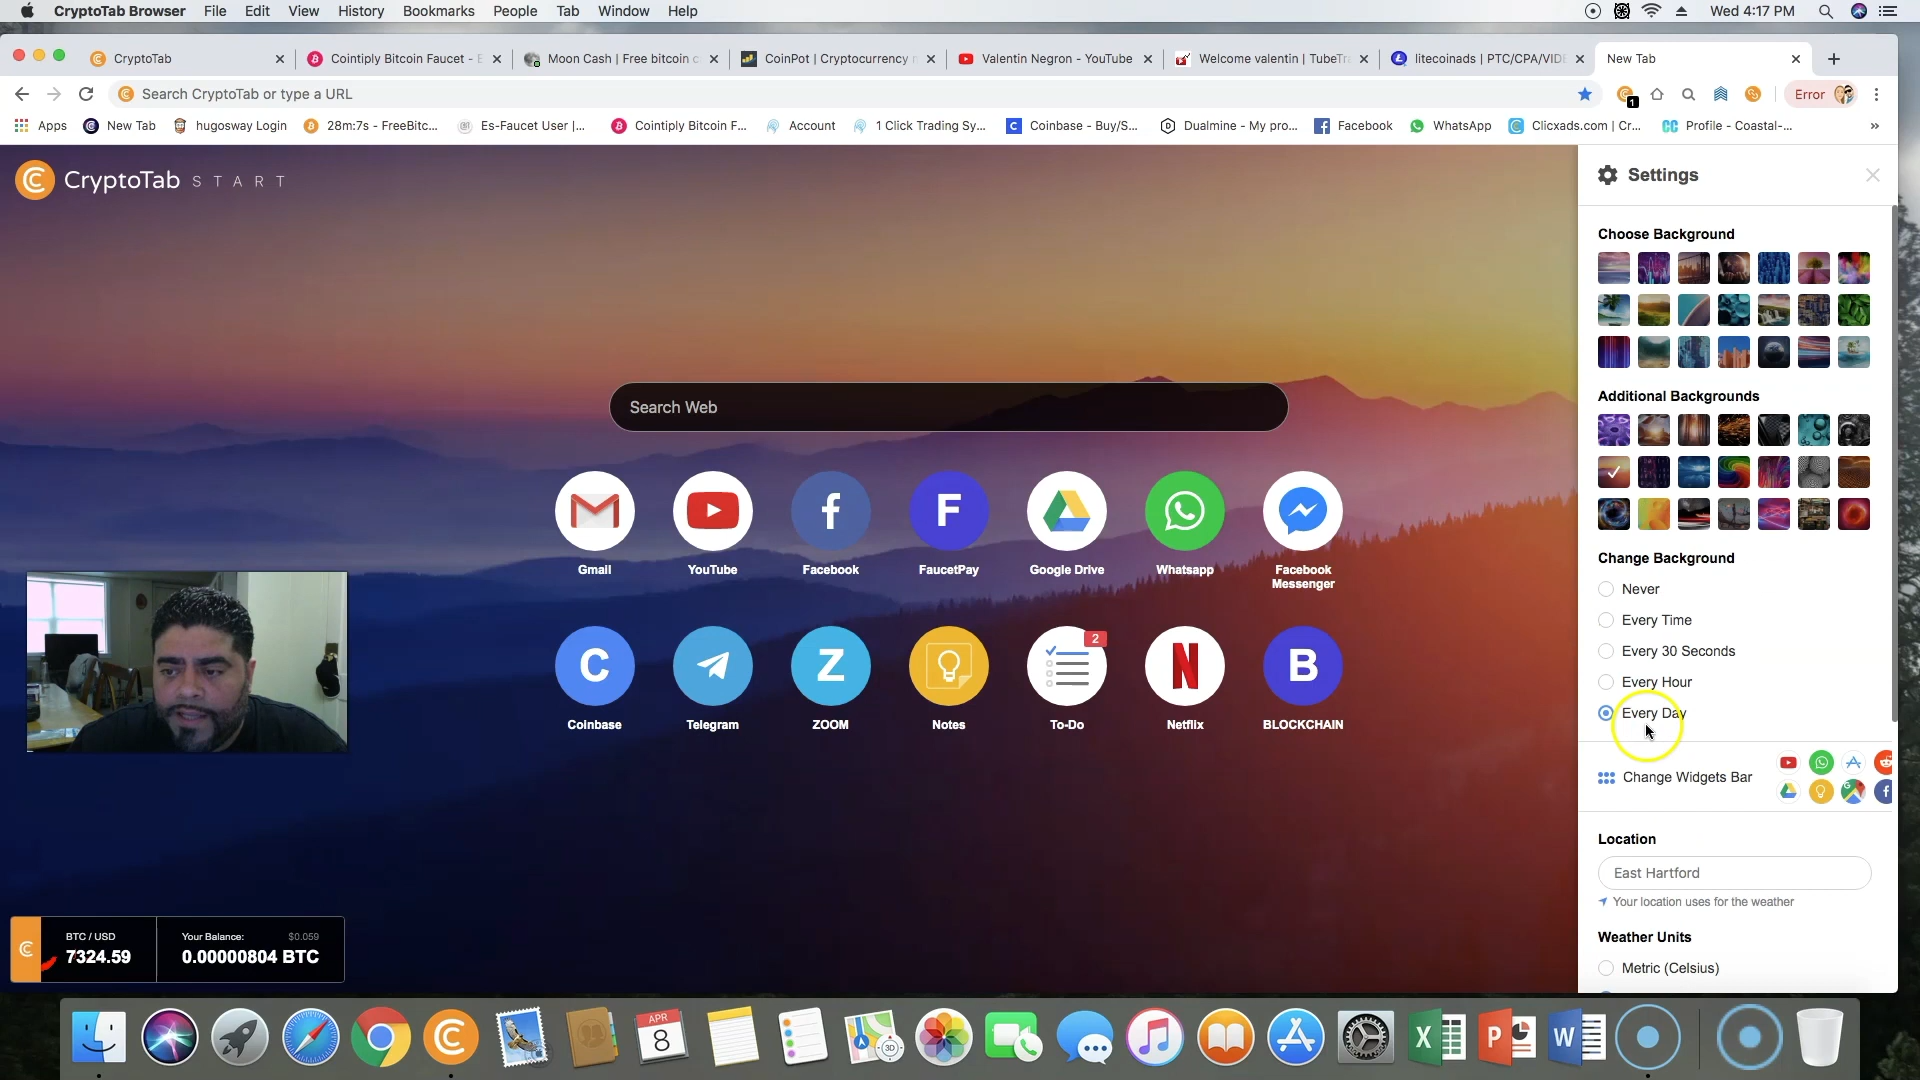 CryptoTab Browser File Edit View History Bookmarks People Tab Window Help Wed 4:17 PM
CryptoTab
Cointiply Bitcoin Faucet - E
Moon Cash | Free bitcoin c
CoinPot | Cryptocurrency m
Valentin Negron - YouTube
Welcome valentin | TubeTra
litecoinads | PTC/CPA/VIDE
New Tab
Search CryptoTab or type a URL
1
Error
Apps
New Tab
hugosway Login
28m:7s - FreeBitc...
Es-Faucet User |...
Cointiply Bitcoin F...
Account
1 Click Trading Sy...
Coinbase - Buy/S...
Dualmine - My pro...
Facebook
WhatsApp
Clicxads.com | Cr...
Profile - Coastal-...
»
CryptoTab START
Settings
Choose Background
Additional Backgrounds
Search Web
Gmail
YouTube
Facebook
F
FaucetPay
Google Drive
Whatsapp
Facebook
Messenger
Change Background
Never
Every Time
Every 30 Seconds
Every Hour
Every Day
C
Coinbase
Telegram
Z
ZOOM
Notes
2
To-Do
N
Netflix
B
BLOCKCHAIN
Change Widgets Bar
Location
East Hartford
Your location uses for the weather
Weather Units
Metric (Celsius)
BTC / USD
7324.59
Your Balance: $0.059
0.00000804 BTC
APR
8
3D